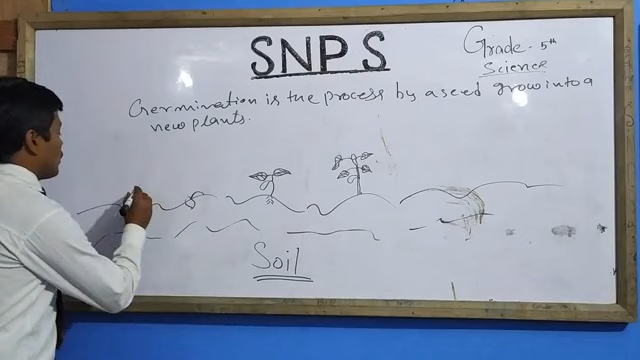 SNPS
Grade - 5th
Science
Germination is the process by a seed grow into a
new plants.
Soil